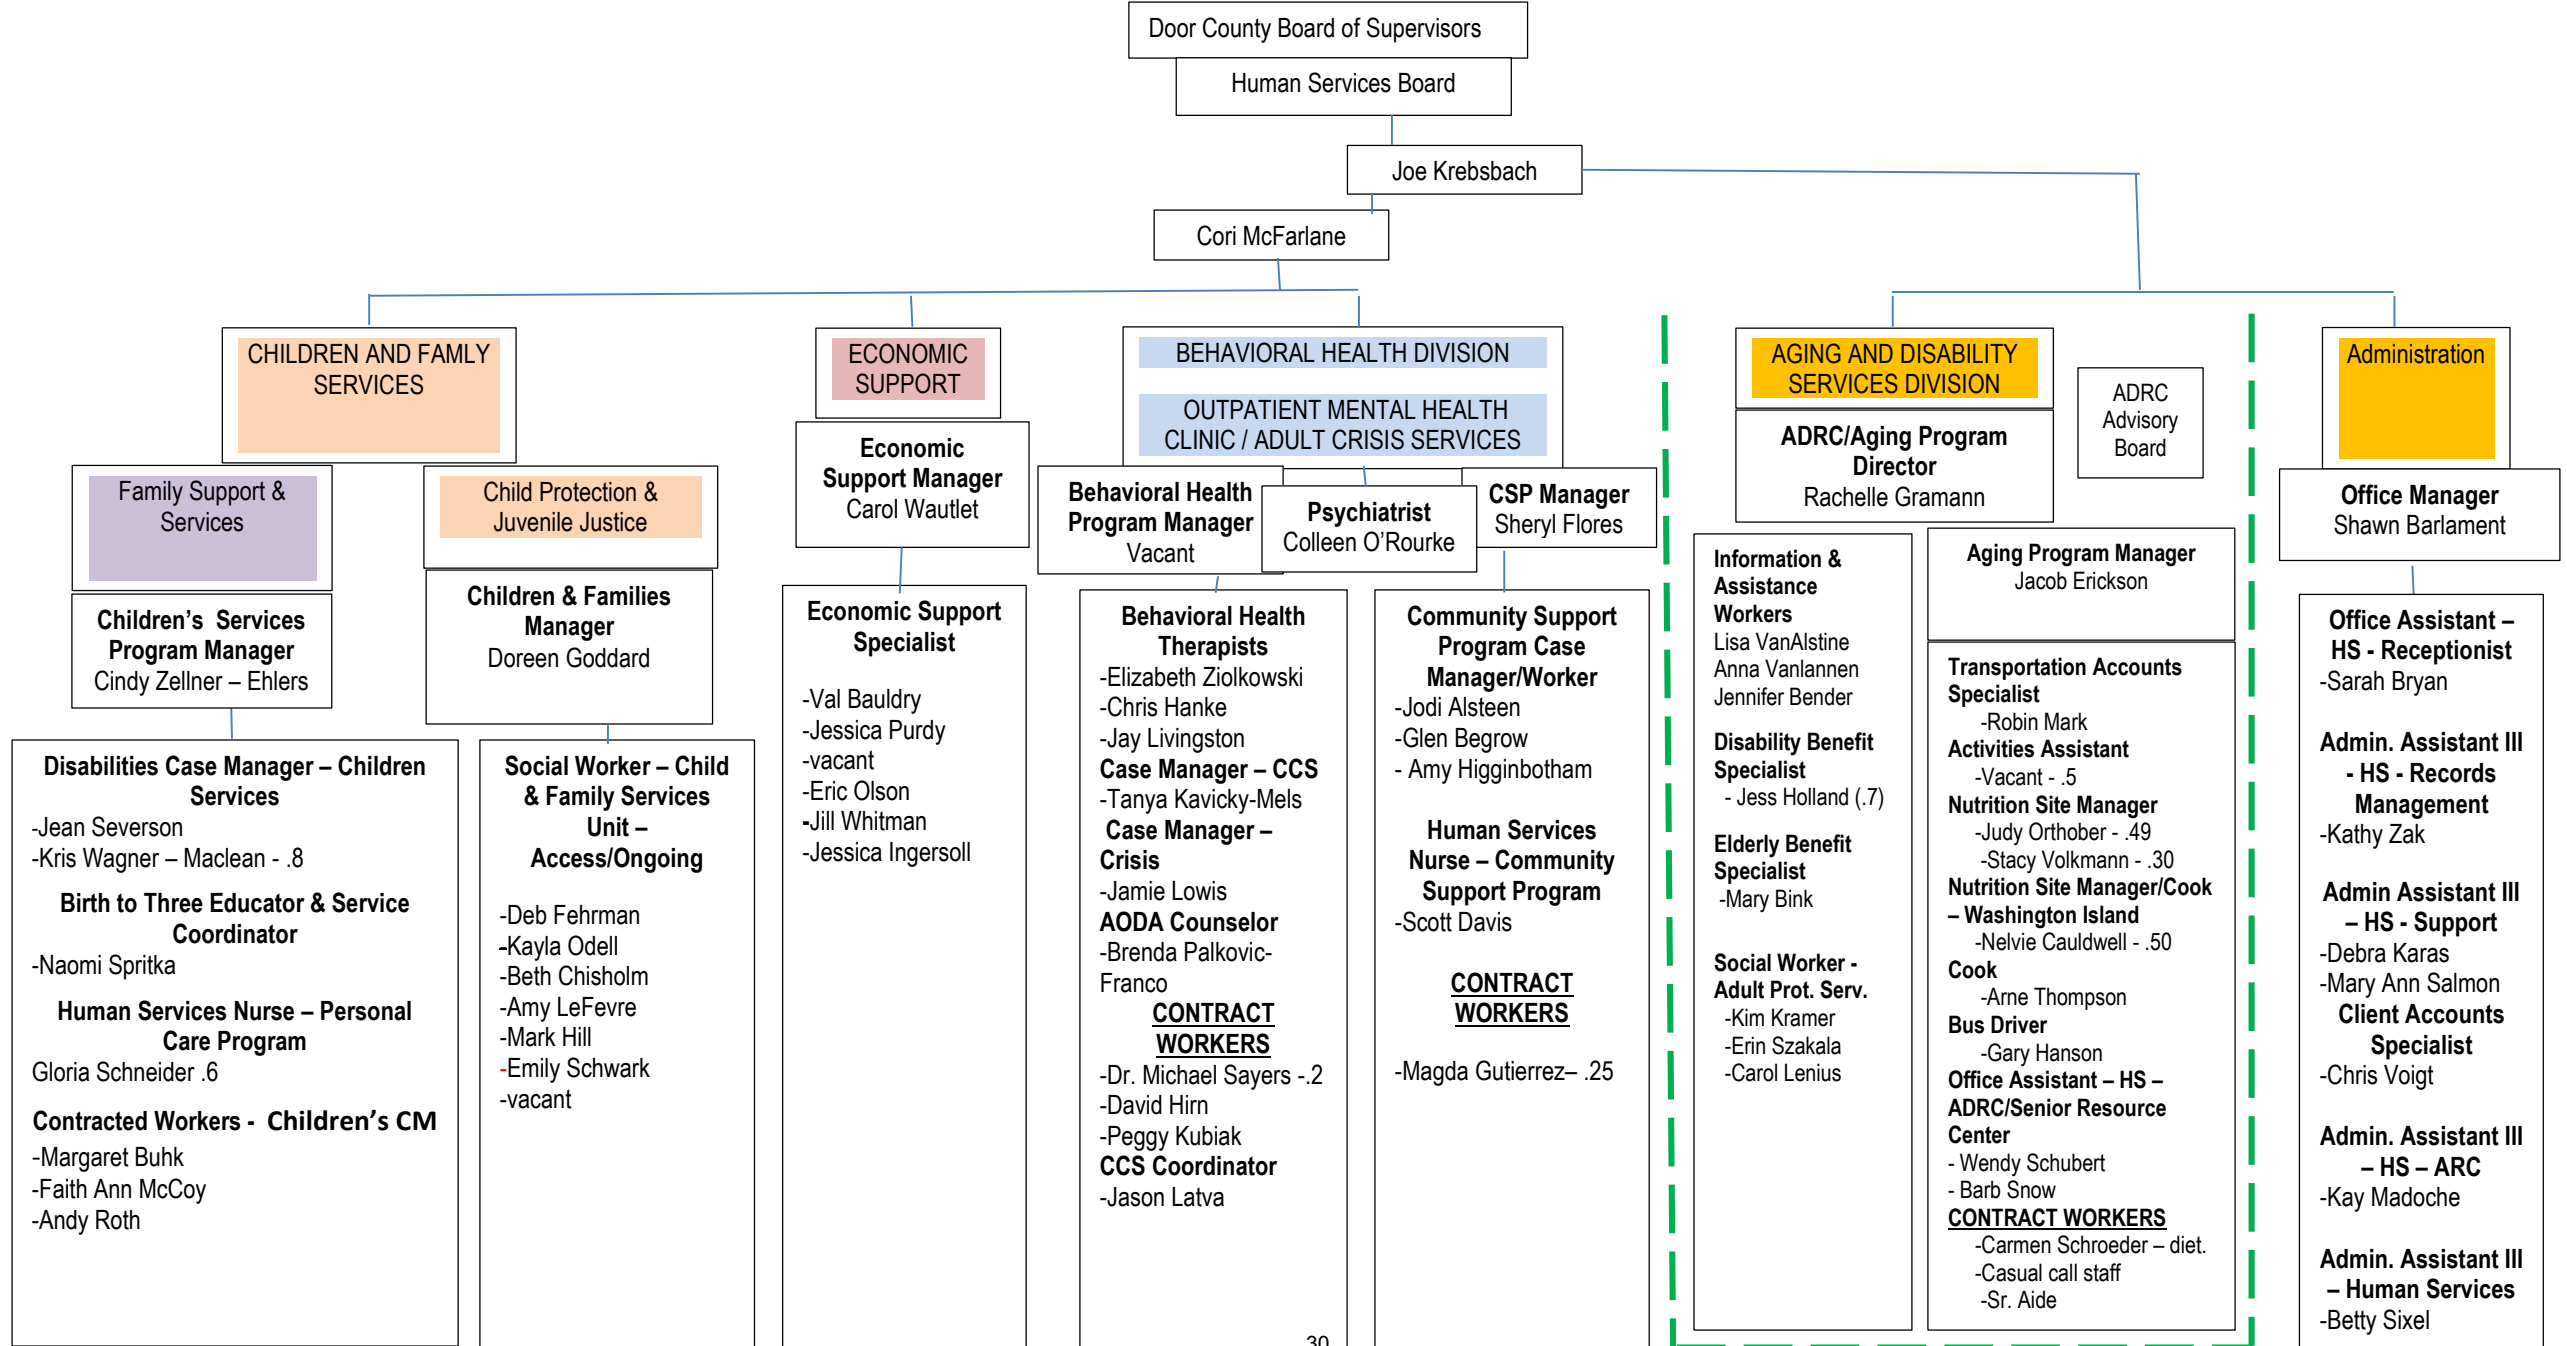 Door County Board of Supervisors
Human Services Board
Joe Krebsbach
Cori McFarlane
CHILDREN AND FAMLY
SERVICES
Family Support &
Services
Children’s Services
Program Manager
Cindy Zellner – Ehlers
Disabilities Case Manager – Children
Services
-Jean Severson
-Kris Wagner – Maclean - .8
Birth to Three Educator & Service
Coordinator
-Naomi Spritka
Human Services Nurse – Personal
Care Program
Gloria Schneider .6
Contracted Workers - Children’s CM
-Margaret Buhk
-Faith Ann McCoy
-Andy Roth
Child Protection &
Juvenile Justice
Children & Families
Manager
Doreen Goddard
Social Worker – Child
& Family Services
Unit –
Access/Ongoing
-Deb Fehrman
-Kayla Odell
-Beth Chisholm
-Amy LeFevre
-Mark Hill
-Emily Schwark
-vacant
ECONOMIC
SUPPORT
Economic
Support Manager
Carol Wautlet
Economic Support
Specialist
-Val Bauldry
-Jessica Purdy
-vacant
-Eric Olson
-Jill Whitman
-Jessica Ingersoll
BEHAVIORAL HEALTH DIVISION
OUTPATIENT MENTAL HEALTH
CLINIC / ADULT CRISIS SERVICES
Behavioral Health
Program Manager
Vacant
Psychiatrist
Colleen O’Rourke
CSP Manager
Sheryl Flores
Behavioral Health
Therapists
-Elizabeth Ziolkowski
-Chris Hanke
-Jay Livingston
Case Manager – CCS
-Tanya Kavicky-Mels
Case Manager –
Crisis
-Jamie Lowis
AODA Counselor
-Brenda Palkovic-
Franco
CONTRACT
WORKERS
-Dr. Michael Sayers -.2
-David Hirn
-Peggy Kubiak
CCS Coordinator
-Jason Latva
30
Community Support
Program Case
Manager/Worker
-Jodi Alsteen
-Glen Begrow
- Amy Higginbotham
Human Services
Nurse – Community
Support Program
-Scott Davis
CONTRACT
WORKERS
-Magda Gutierrez– .25
AGING AND DISABILITY
SERVICES DIVISION
ADRC/Aging Program
Director
Rachelle Gramann
ADRC
Advisory
Board
Information &
Assistance
Workers
Lisa VanAlstine
Anna Vanlannen
Jennifer Bender
Disability Benefit
Specialist
- Jess Holland (.7)
Elderly Benefit
Specialist
-Mary Bink
Social Worker -
Adult Prot. Serv.
-Kim Kramer
-Erin Szakala
-Carol Lenius
Aging Program Manager
Jacob Erickson
Transportation Accounts
Specialist
-Robin Mark
Activities Assistant
-Vacant - .5
Nutrition Site Manager
-Judy Orthober - .49
-Stacy Volkmann - .30
Nutrition Site Manager/Cook
– Washington Island
-Nelvie Cauldwell - .50
Cook
-Arne Thompson
Bus Driver
-Gary Hanson
Office Assistant – HS –
ADRC/Senior Resource
Center
- Wendy Schubert
- Barb Snow
CONTRACT WORKERS
-Carmen Schroeder – diet.
-Casual call staff
-Sr. Aide
Administration
Office Manager
Shawn Barlament
Office Assistant –
HS - Receptionist
-Sarah Bryan
Admin. Assistant III
- HS - Records
Management
-Kathy Zak
Admin Assistant III
– HS - Support
-Debra Karas
-Mary Ann Salmon
Client Accounts
Specialist
-Chris Voigt
Admin. Assistant III
– HS – ARC
-Kay Madoche
Admin. Assistant III
– Human Services
-Betty Sixel